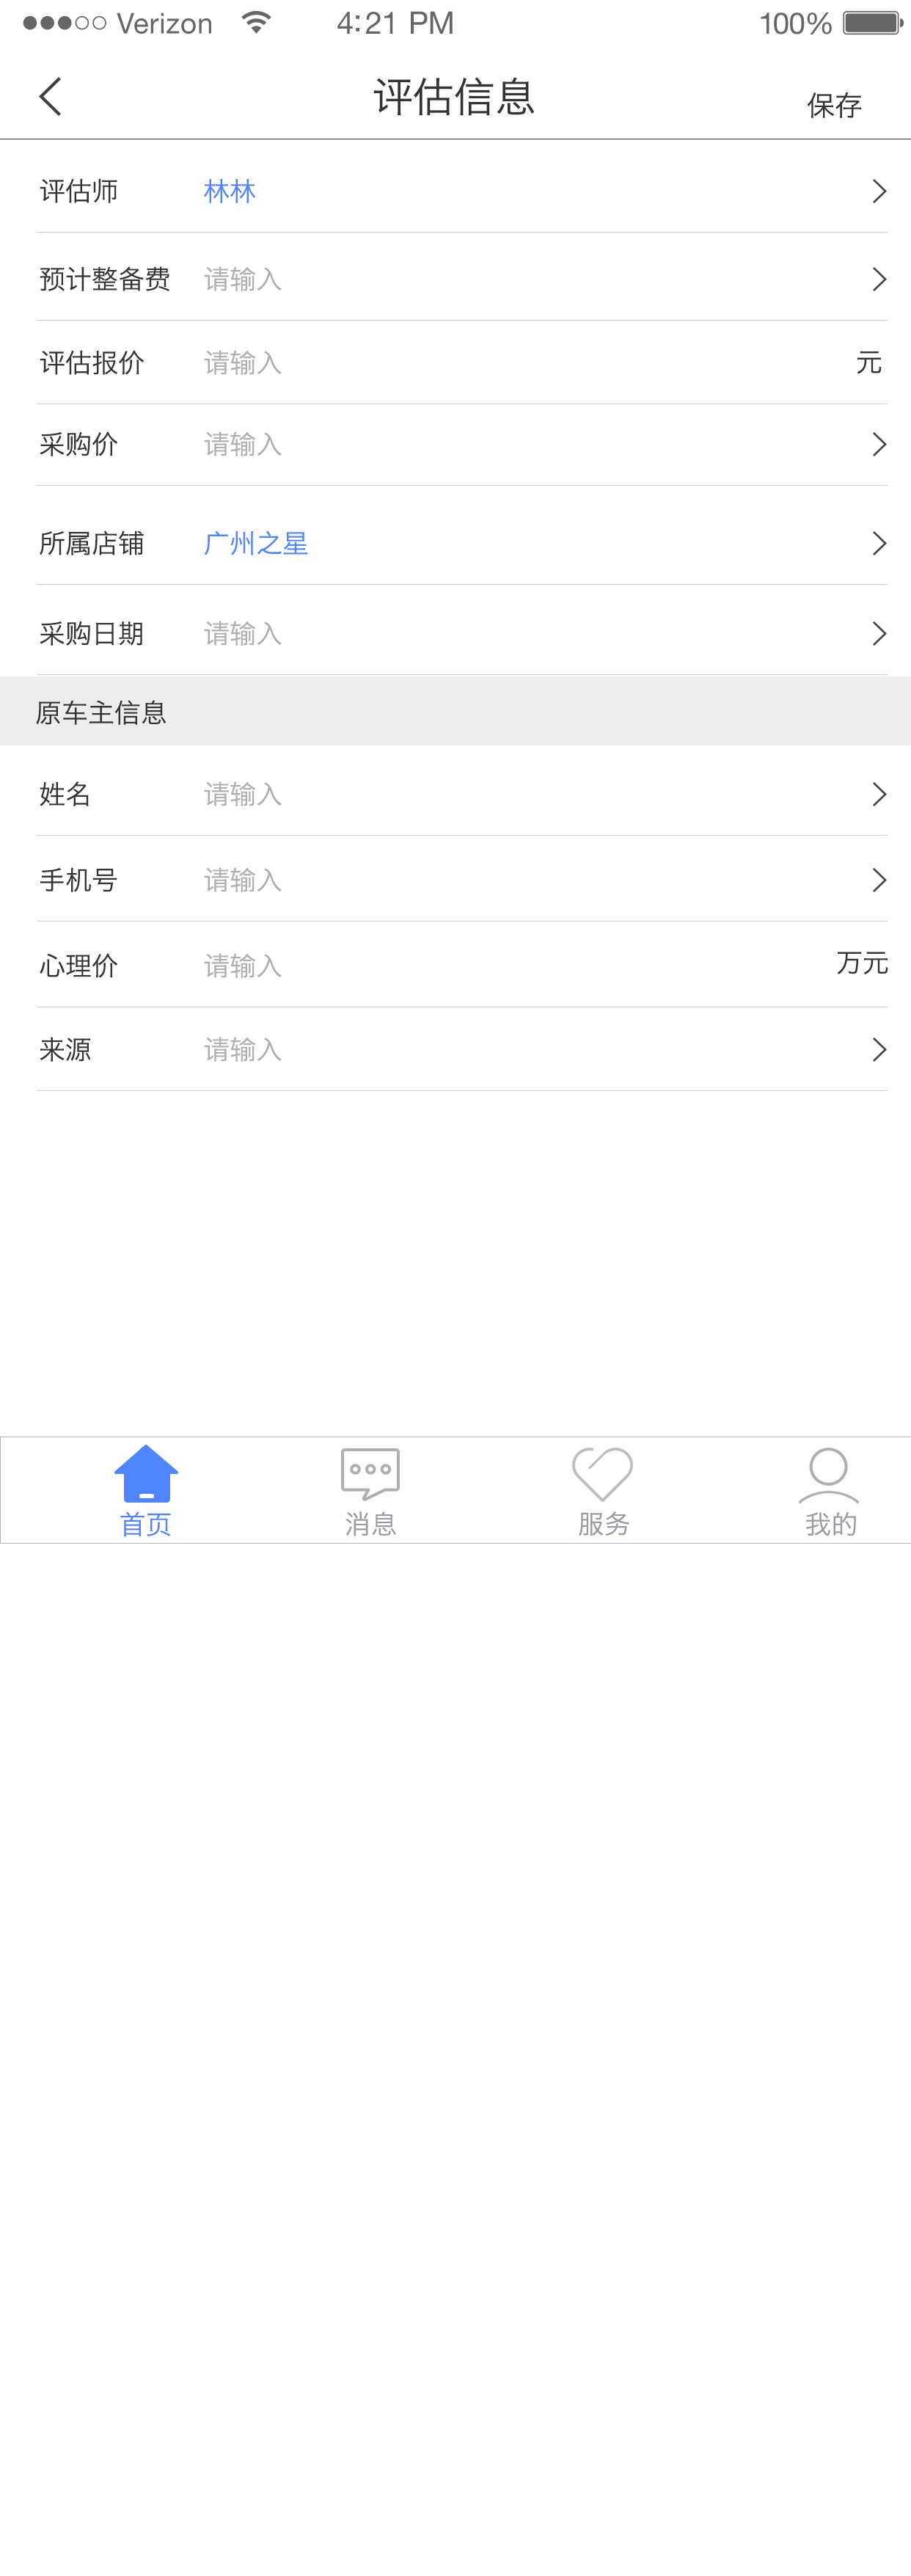 Verizon 4:21 PM 100%
评估信息 保存
评估师 林林
预计整备费 请输入
评估报价 请输入 元
采购价 请输入
所属店铺 广州之星
采购日期 请输入
原车主信息
姓名 请输入
手机号 请输入
心理价 请输入 万元
来源 请输入
首页 消息 服务 我的